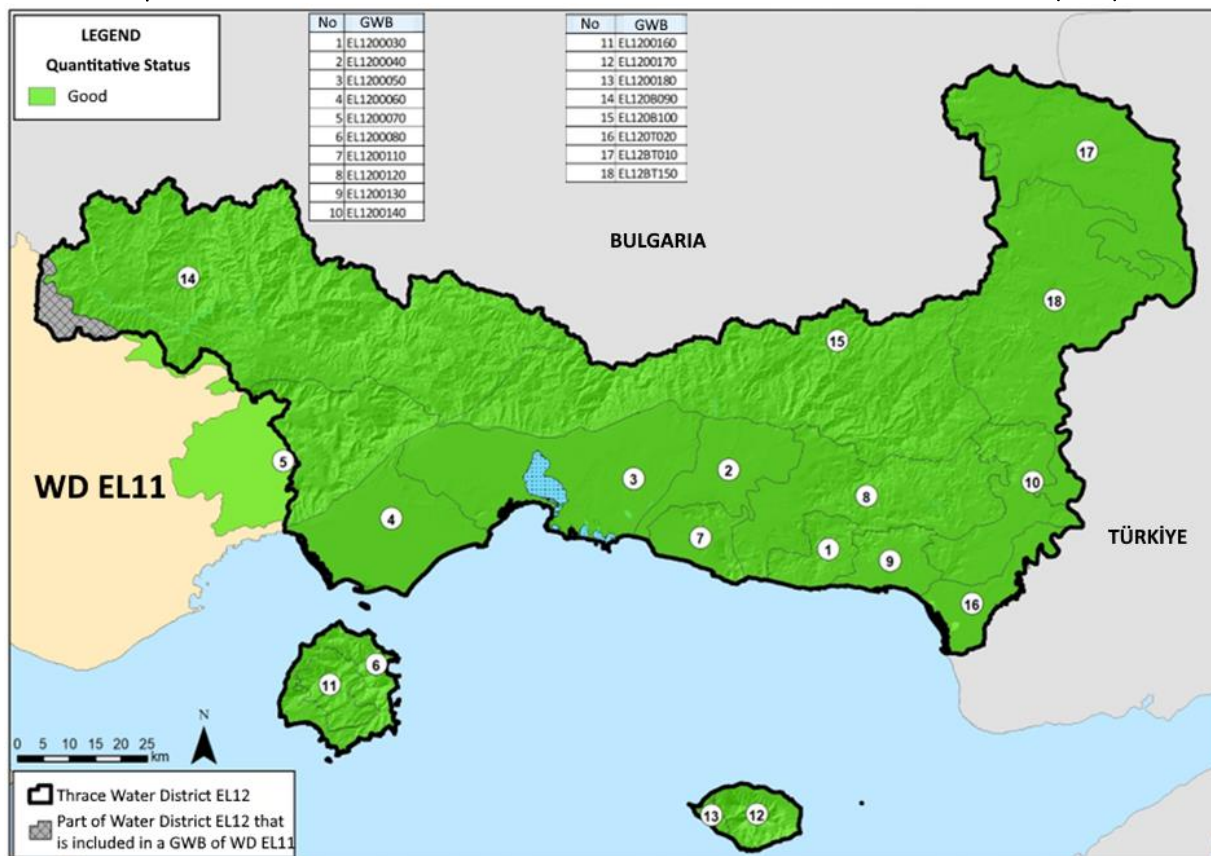 LEGEND
Quantitative Status
Good
No GWB
1 EL1200030
2 EL1200040
3 EL1200050
4 EL1200060
5 EL1200070
6 EL1200080
7 EL1200110
8 EL1200120
9 EL1200130
10 EL1200140
No GWB
11 EL1200160
12 EL1200170
13 EL1200180
14 EL120B090
15 EL120B100
16 EL120T020
17 EL12BT010
18 EL12BT150
17
BULGARIA
14
18
15
WD EL11
5
3
2
10
4
8
7
1
9
TÜRKİYE
16
6
11
N
0 5 10 15 20 25
km
Thrace Water District EL12
Part of Water District EL12 that
is included in a GWB of WD EL11
13
12